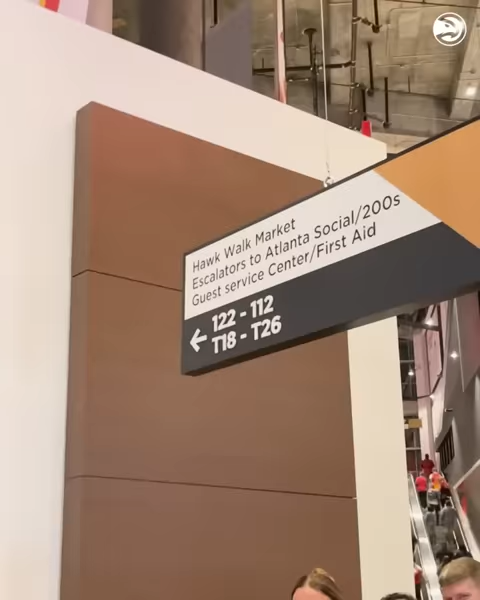 Hawk Walk Market
Escalators to Atlanta Social/200s
Guest service Center/First Aid
← 122 - 112
T18 - T26